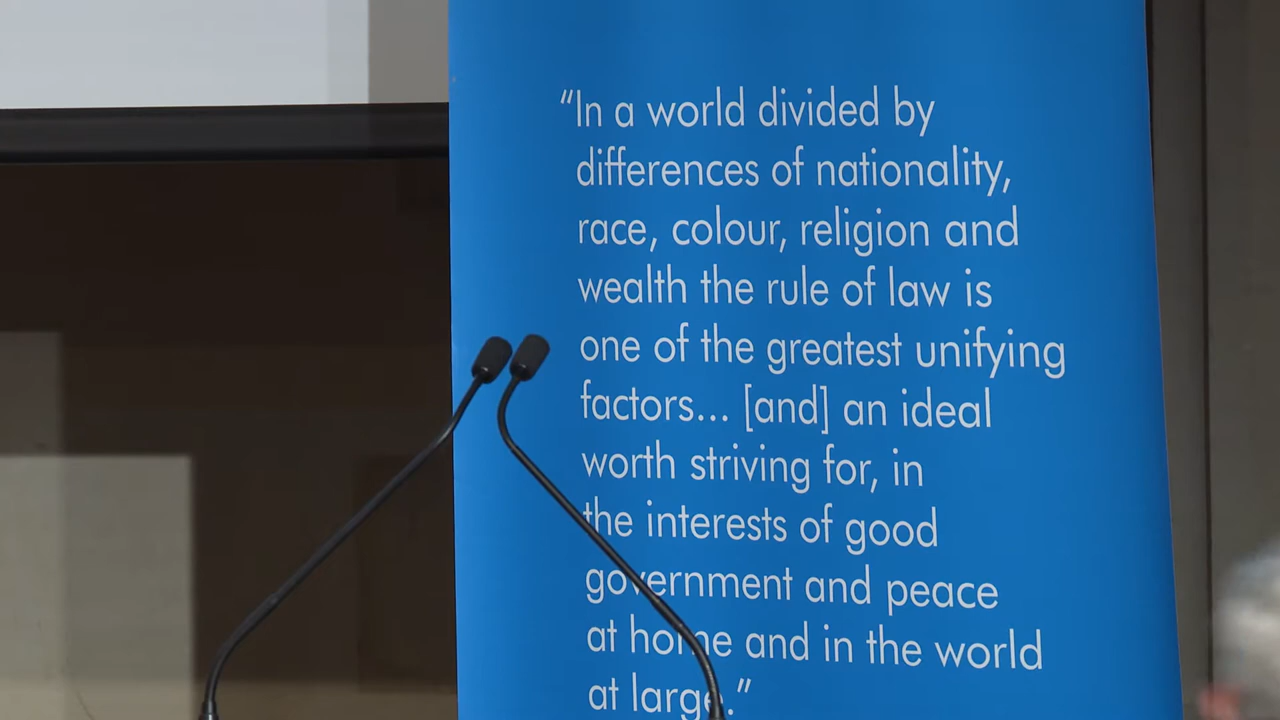 “In a world divided by
differences of nationality,
race, colour, religion and
wealth the rule of law is
one of the greatest unifying
factors... [and] an ideal
worth striving for, in
the interests of good
government and peace
at home and in the world
at large.”